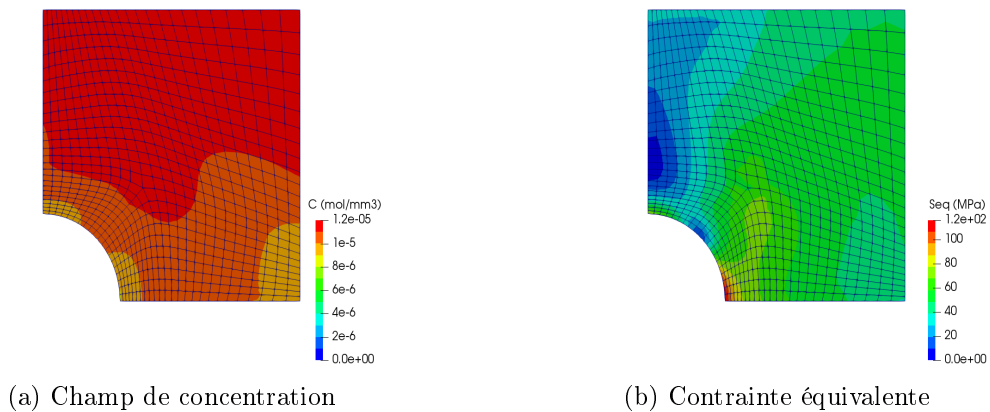 C (mol/mm3)
1.2e-05
1e-5
8e-6
6e-6
4e-6
2e-6
0.0e+00
Seq (MPa)
1.2e+02
100
80
60
40
20
0.0e+00
(a) Champ de concentration
(b) Contrainte équivalente